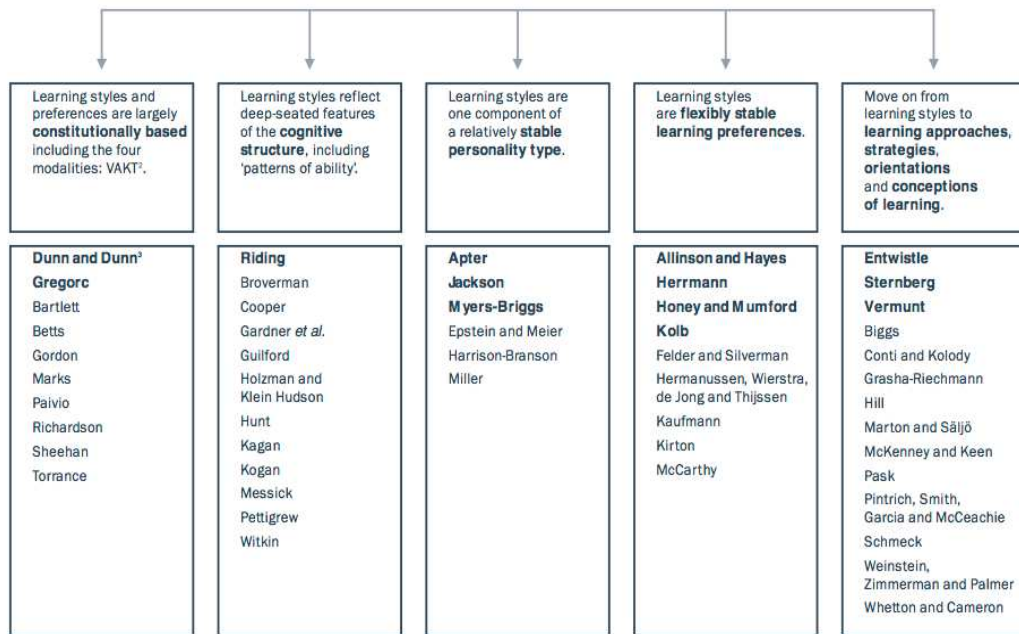 Learning styles and
preferences are largely
constitutionally based
including the four
modalities: VAKT².
Learning styles reflect
deep-seated features
of the cognitive
structure, including
‘patterns of ability’.
Learning styles are
one component of
a relatively stable
personality type.
Learning styles
are flexibly stable
learning preferences.
Move on from
learning styles to
learning approaches,
strategies,
orientations
and conceptions
of learning.
Dunn and Dunn³
Gregorc
Bartlett
Betts
Gordon
Marks
Paivio
Richardson
Sheehan
Torrance
Riding
Broverman
Cooper
Gardner et al.
Guilford
Holzman and
Klein Hudson
Hunt
Kagan
Kogan
Messick
Pettigrew
Witkin
Apter
Jackson
Myers-Briggs
Epstein and Meier
Harrison-Branson
Miller
Allinson and Hayes
Herrmann
Honey and Mumford
Kolb
Felder and Silverman
Hermanussen, Wierstra,
de Jong and Thijssen
Kaufmann
Kirton
McCarthy
Entwistle
Sternberg
Vermunt
Biggs
Conti and Kolody
Grasha-Riechmann
Hill
Marton and Säljö
McKenney and Keen
Pask
Pintrich, Smith,
Garcia and McCeachie
Schmeck
Weinstein,
Zimmerman and Palmer
Whetton and Cameron